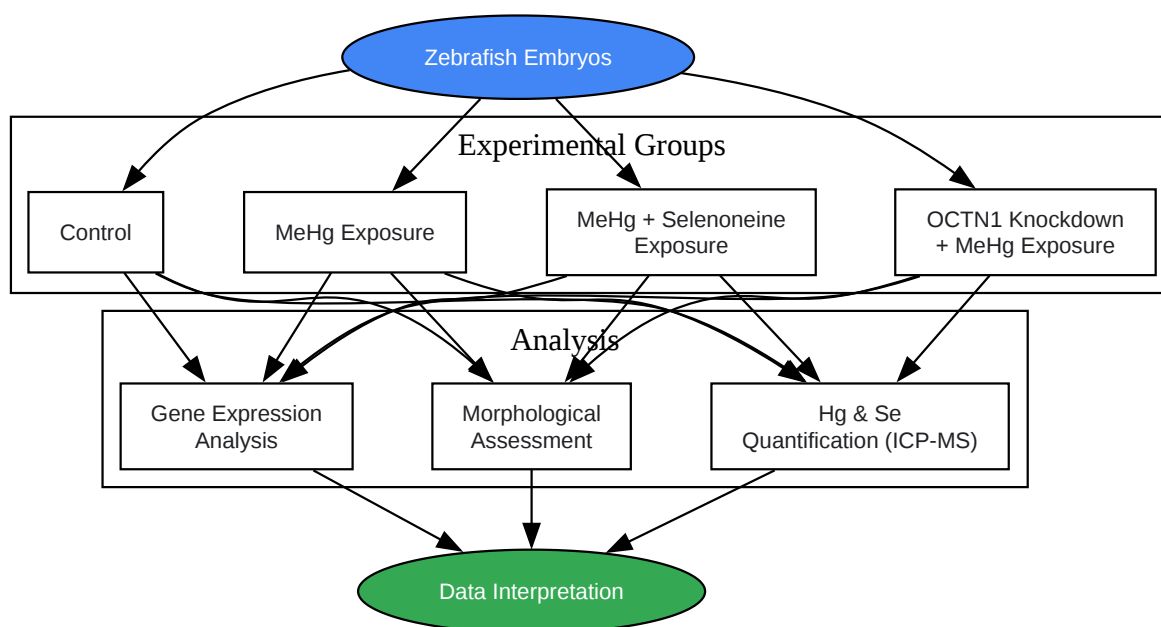 Zebrafish Embryos
Experimental Groups
Control
MeHg Exposure
MeHg + Selenoneine
Exposure
OCTN1 Knockdown
+ MeHg Exposure
Analysis
Gene Expression
Analysis
Morphological
Assessment
Hg & Se
Quantification (ICP-MS)
Data Interpretation